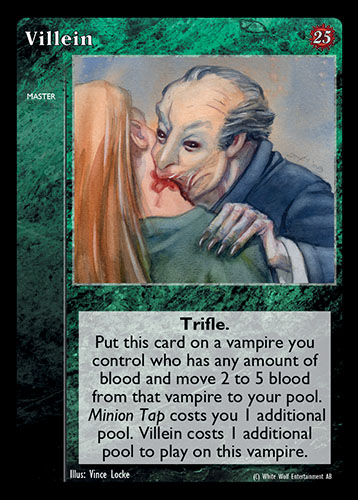 Villein
25
MASTER
Trifle.
Put this card on a vampire you
control who has any amount of
blood and move 2 to 5 blood
from that vampire to your pool.
Minion Tap costs you 1 additional
pool. Villein costs 1 additional
pool to play on this vampire.
Illus: Vince Locke
(C) White Wolf Entertainment AB